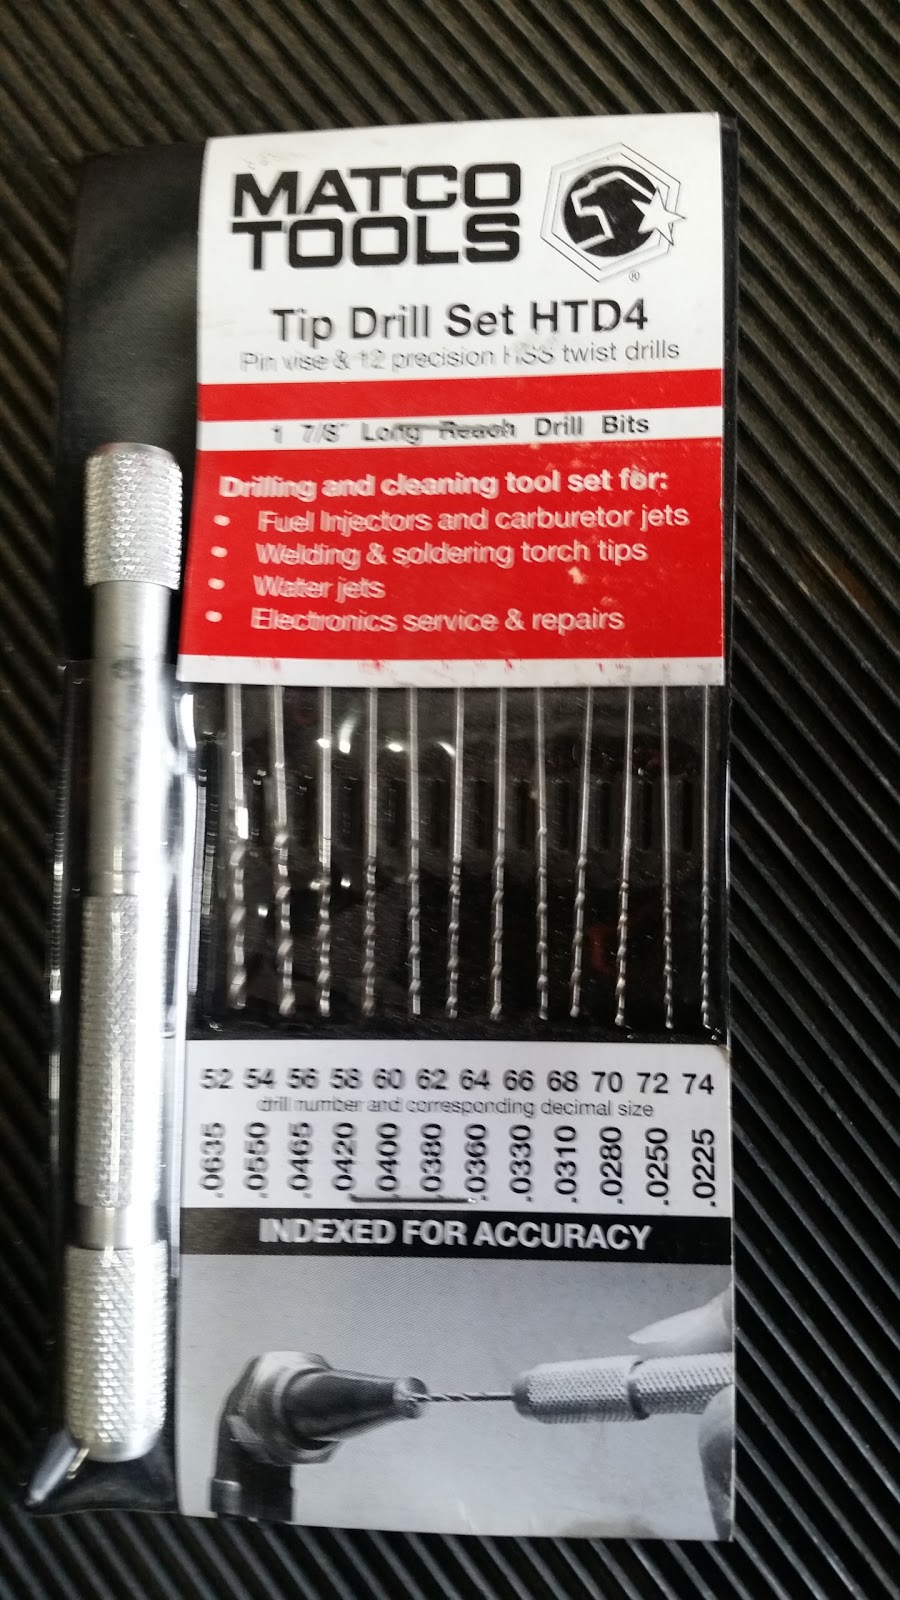 MATCO
TOOLS
®
Tip Drill Set HTD4
Pin vise & 12 precision HSS twist drills
1 7/8" Long Reach Drill Bits
Drilling and cleaning tool set for:
• Fuel Injectors and carburetor jets
• Welding & soldering torch tips
• Water jets
• Electronics service & repairs
52 54 56 58 60 62 64 66 68 70 72 74
drill number and corresponding decimal size
.0635 .0550 .0465 .0420 .0400 .0380 .0360 .0330 .0310 .0280 .0250 .0225
INDEXED FOR ACCURACY